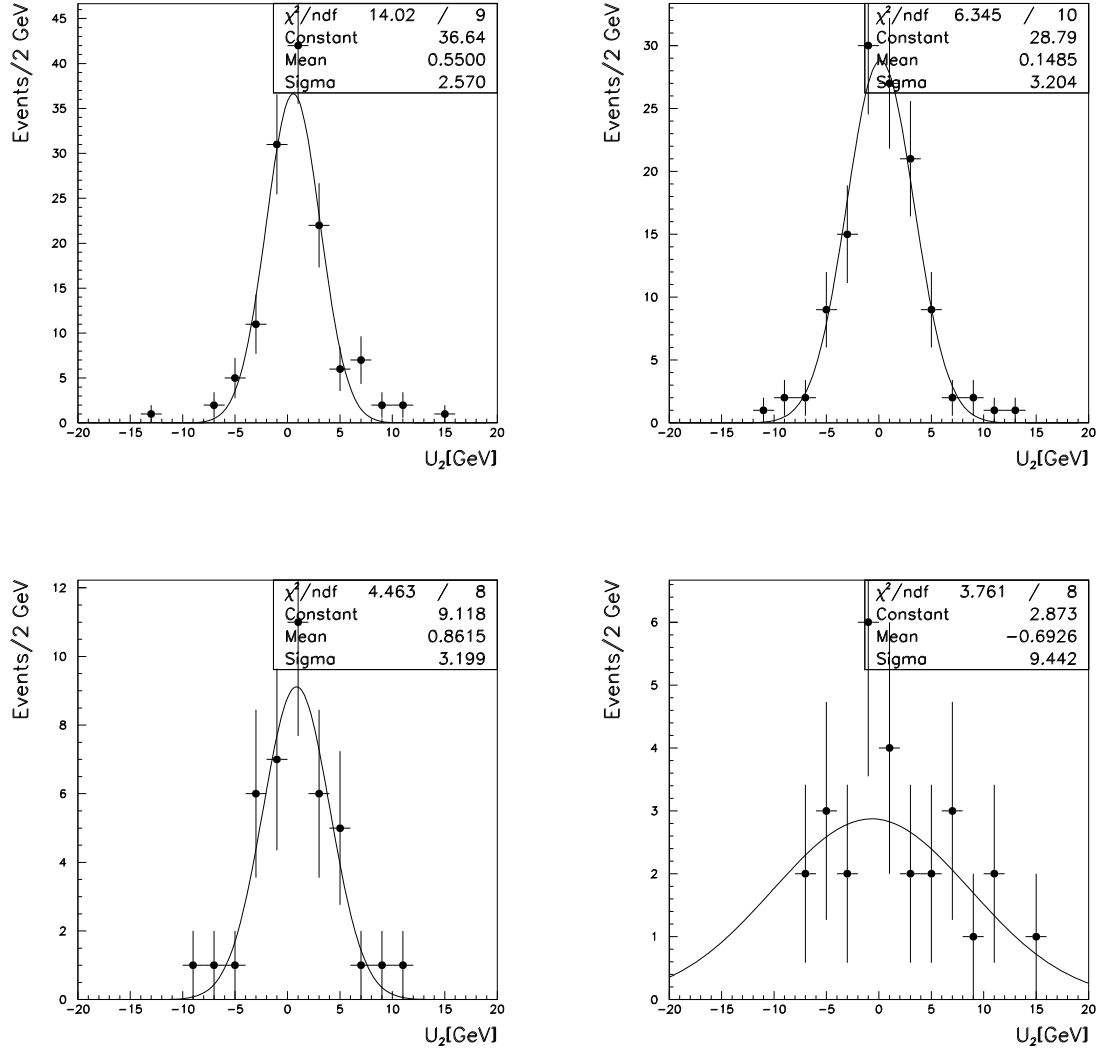 Events/2 GeV
χ²/ndf 14.02 / 9
Constant 36.64
Mean 0.5500
Sigma 2.570
45
40
35
30
25
20
15
10
5
0
−20 −15 −10 −5 0 5 10 15 20
U₂[GeV]
Events/2 GeV
χ²/ndf 6.345 / 10
Constant 28.79
Mean 0.1485
Sigma 3.204
30
25
20
15
10
5
0
−20 −15 −10 −5 0 5 10 15 20
U₂[GeV]
Events/2 GeV
χ²/ndf 4.463 / 8
Constant 9.118
Mean 0.8615
Sigma 3.199
12
10
8
6
4
2
0
−20 −15 −10 −5 0 5 10 15 20
U₂[GeV]
Events/2 GeV
χ²/ndf 3.761 / 8
Constant 2.873
Mean −0.6926
Sigma 9.442
6
5
4
3
2
1
0
−20 −15 −10 −5 0 5 10 15 20
U₂[GeV]